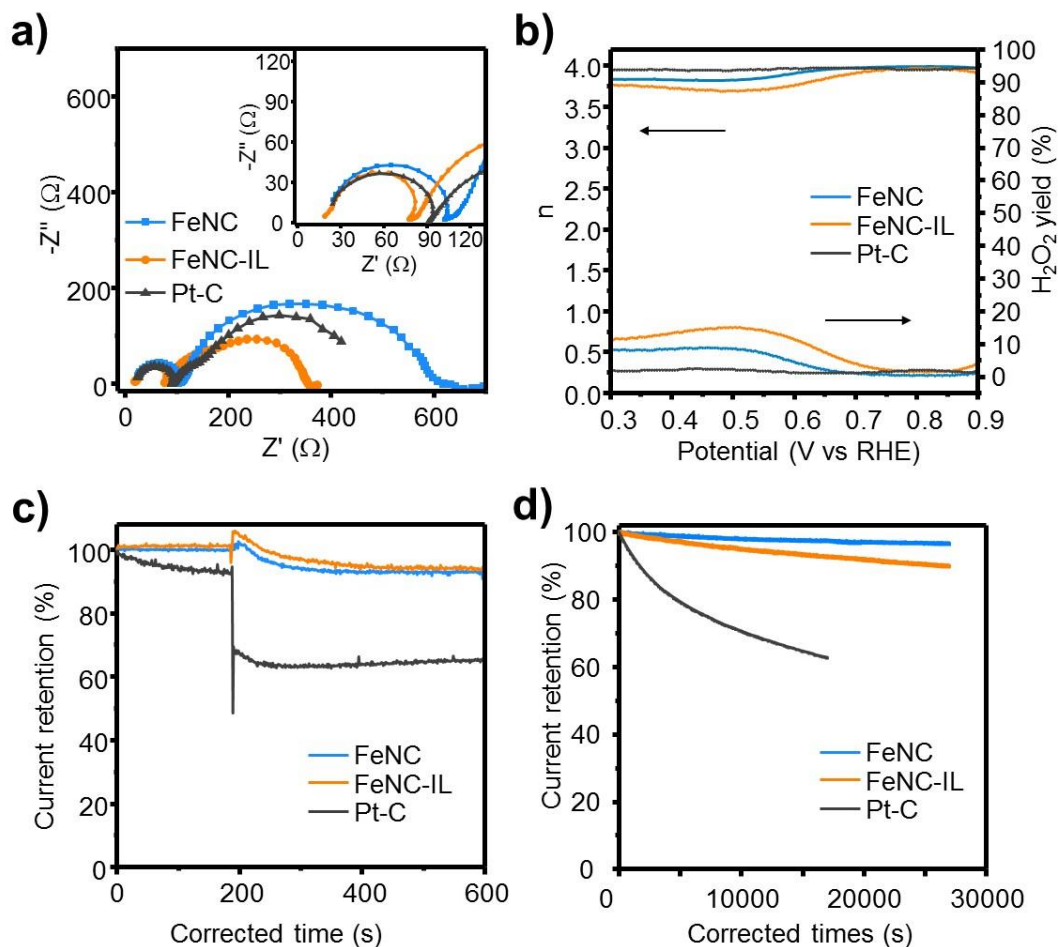 a)
-Z'' (Ω)
600
400
200
0
0
200
400
600
Z' (Ω)
FeNC
FeNC-IL
Pt-C
-Z'' (Ω)
120
90
60
30
0
0
30
60
90
120
Z' (Ω)
b)
n
4.0
3.5
3.0
2.5
2.0
1.5
1.0
0.5
0.0
100
90
80
70
60
50
40
30
20
10
0
H₂O₂ yield (%)
FeNC
FeNC-IL
Pt-C
0.3
0.4
0.5
0.6
0.7
0.8
0.9
Potential (V vs RHE)
c)
Current retention (%)
100
80
60
40
20
0
FeNC
FeNC-IL
Pt-C
0
200
400
600
Corrected time (s)
d)
Current retention (%)
100
80
60
40
20
0
FeNC
FeNC-IL
Pt-C
0
10000
20000
30000
Corrected times (s)